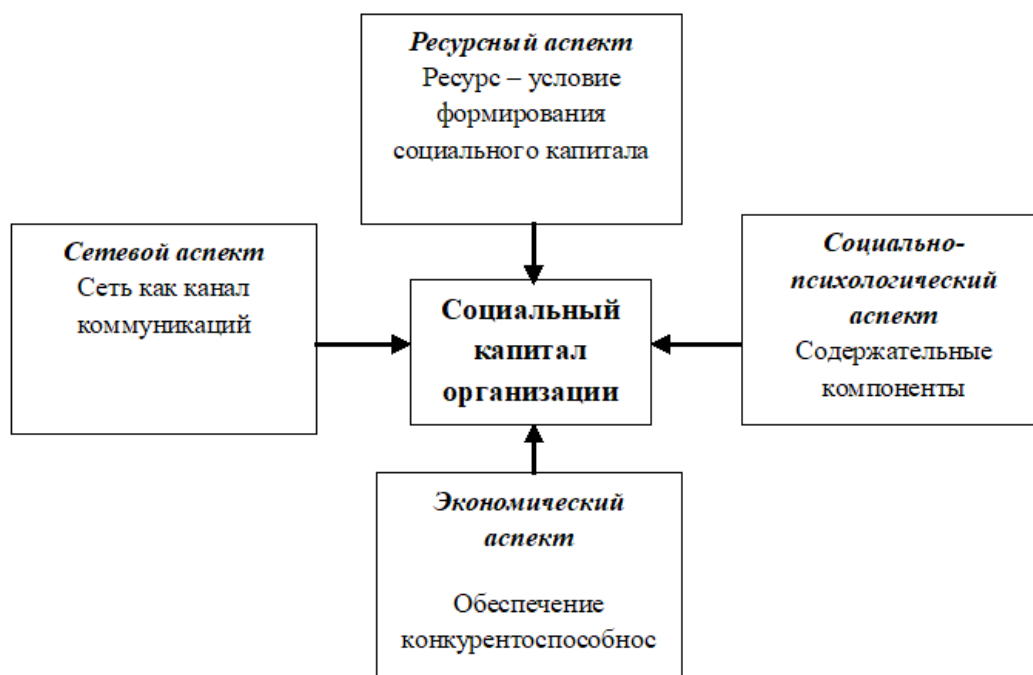 Ресурсный аспект
Ресурс – условие
формирования
социального капитала
Сетевой аспект
Сеть как канал
коммуникаций
Социальный
капитал
организации
Социально-
психологический
аспект
Содержательные
компоненты
Экономический
аспект
Обеспечение
конкурентоспособнос